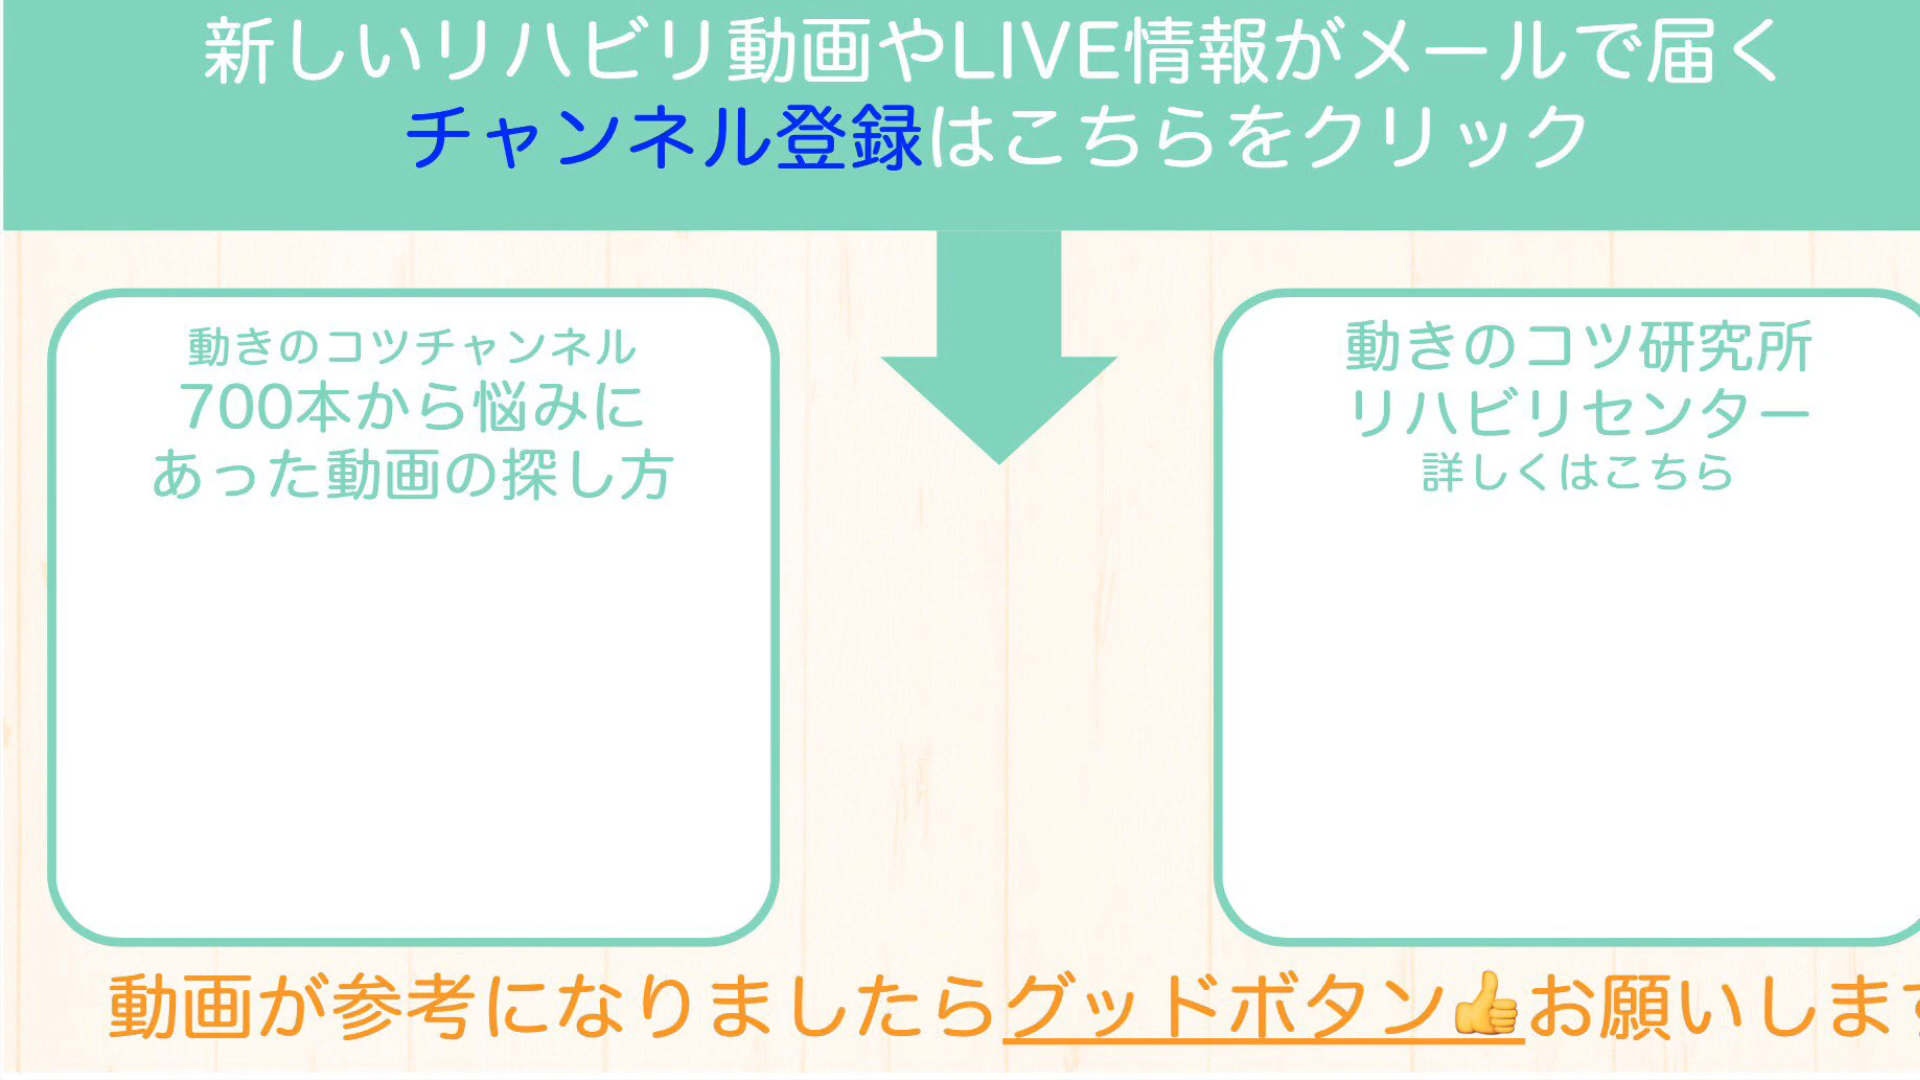 新しいリハビリ動画やLIVE情報がメールで届く
チャンネル登録はこちらをクリック
動きのコツチャンネル
700本から悩みに
あった動画の探し方
動きのコツ研究所
リハビリセンター
詳しくはこちら
動画が参考になりましたらグッドボタン👍お願いします